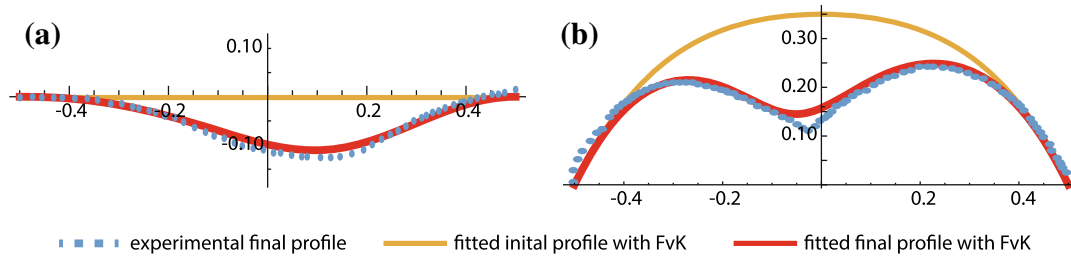 (a)
0.10
-0.4
-0.2
0.2
0.4
-0.10
(b)
0.30
0.20
0.10
-0.4
-0.2
0.2
0.4
experimental final profile
fitted inital profile with FvK
fitted final profile with FvK